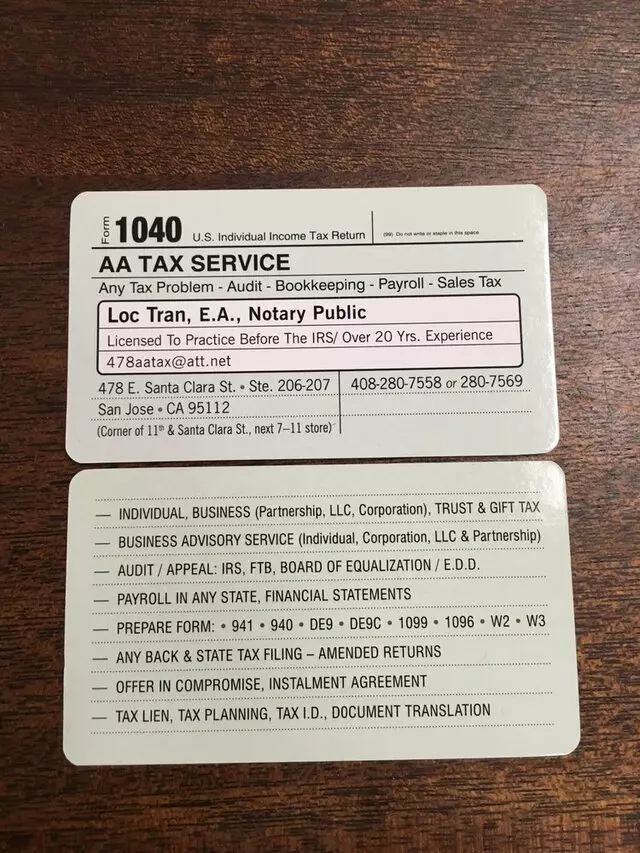 Form 1040 U.S. Individual Income Tax Return (99) Do not write or staple in this space
AA TAX SERVICE
Any Tax Problem - Audit - Bookkeeping - Payroll - Sales Tax
Loc Tran, E.A., Notary Public
Licensed To Practice Before The IRS/ Over 20 Yrs. Experience
478aatax@att.net
478 E. Santa Clara St. • Ste. 206-207 408-280-7558 or 280-7569
San Jose • CA 95112
(Corner of 11th & Santa Clara St., next 7–11 store)
— INDIVIDUAL, BUSINESS (Partnership, LLC, Corporation), TRUST & GIFT TAX
— BUSINESS ADVISORY SERVICE (Individual, Corporation, LLC & Partnership)
— AUDIT / APPEAL: IRS, FTB, BOARD OF EQUALIZATION / E.D.D.
— PAYROLL IN ANY STATE, FINANCIAL STATEMENTS
— PREPARE FORM: • 941 • 940 • DE9 • DE9C • 1099 • 1096 • W2 • W3
— ANY BACK & STATE TAX FILING – AMENDED RETURNS
— OFFER IN COMPROMISE, INSTALMENT AGREEMENT
— TAX LIEN, TAX PLANNING, TAX I.D., DOCUMENT TRANSLATION